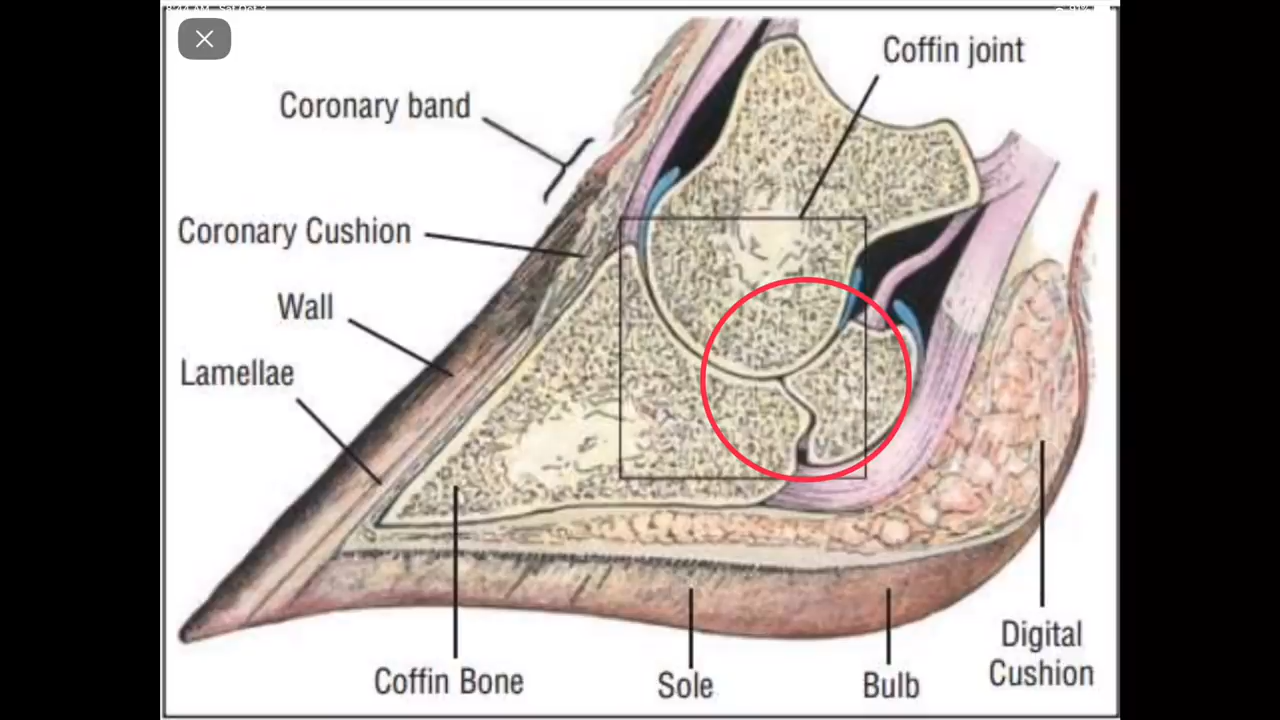 Coffin joint
Coronary band
Coronary Cushion
Wall
Lamellae
Digital
Cushion
Coffin Bone
Sole
Bulb